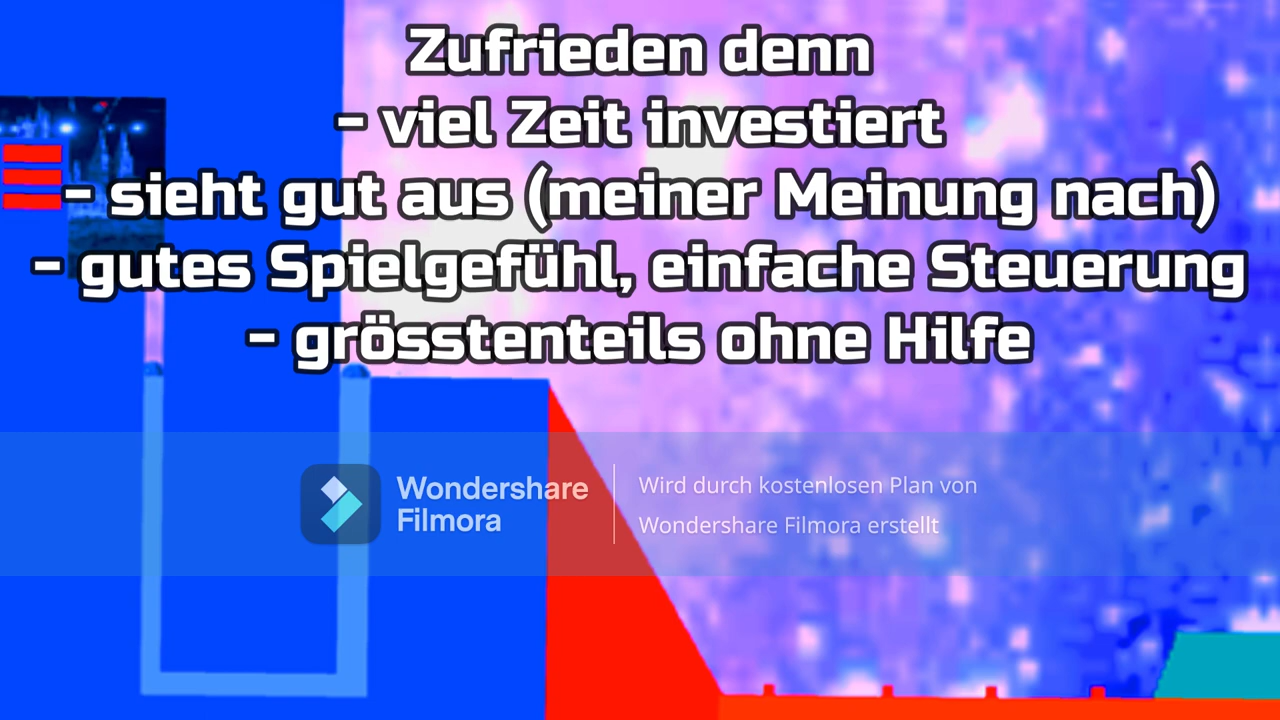 Zufrieden denn
- viel Zeit investiert
- sieht gut aus (meiner Meinung nach)
- gutes Spielgefühl, einfache Steuerung
- grösstenteils ohne Hilfe
Wondershare
Filmora
Wird durch kostenlosen Plan von
Wondershare Filmora erstellt